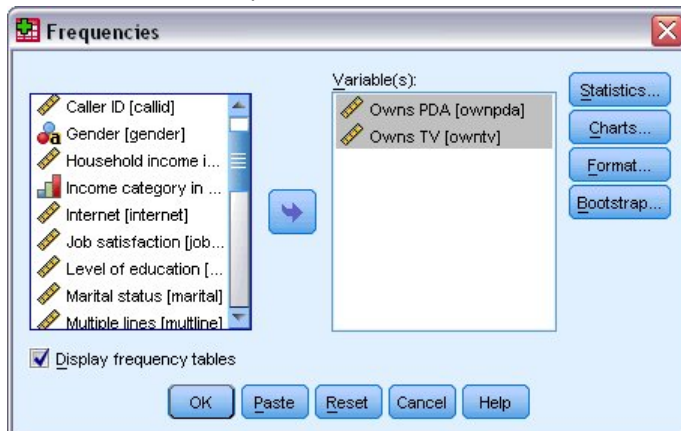 Frequencies
Variable(s):
Caller ID [callid]
Gender [gender]
Household income i...
Income category in ...
Internet [internet]
Job satisfaction [job...
Level of education [...
Marital status [marital]
Multiple lines [multline]
Owns PDA [ownpda]
Owns TV [owntv]
Statistics...
Charts...
Format...
Bootstrap...
Display frequency tables
OK Paste Reset Cancel Help